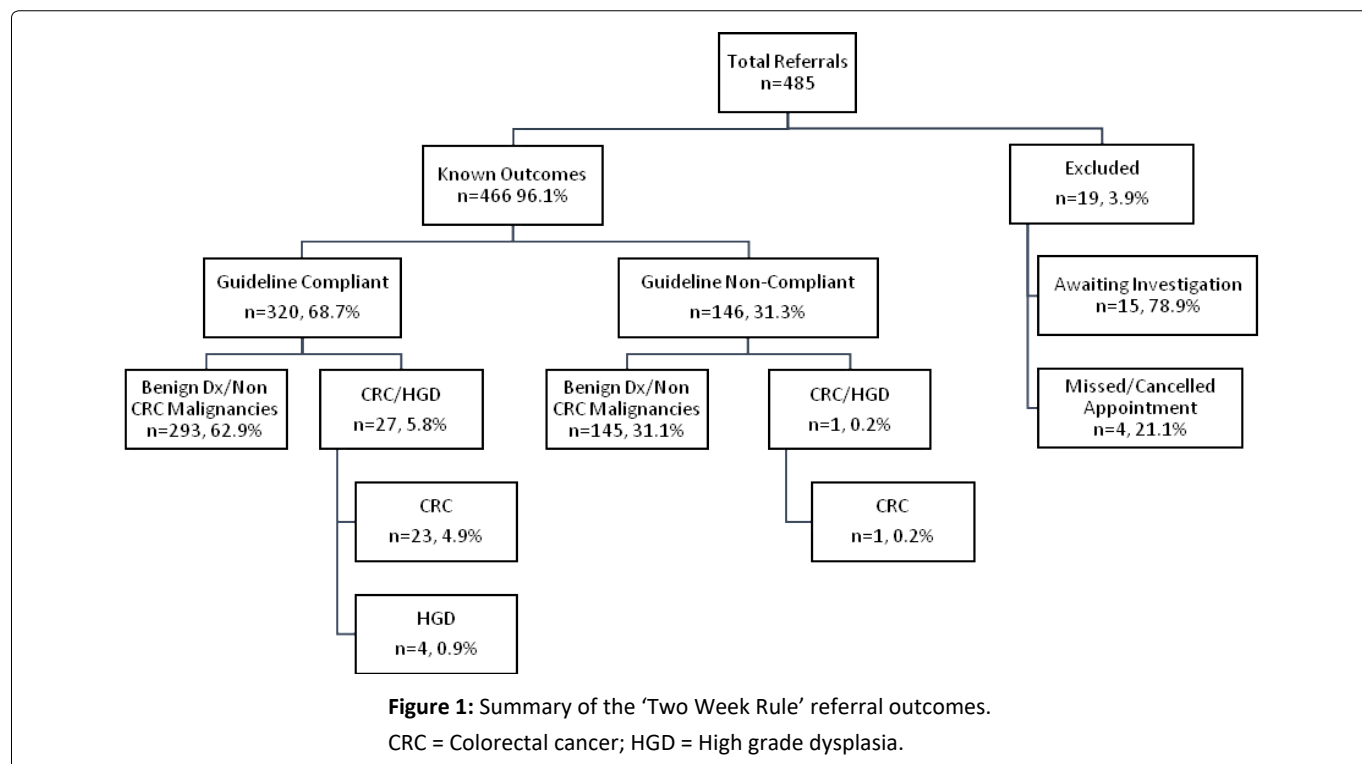 Total Referrals
n=485
Known Outcomes
n=466 96.1%
Excluded
n=19, 3.9%
Guideline Compliant
n=320, 68.7%
Guideline Non-Compliant
n=146, 31.3%
Awaiting Investigation
n=15, 78.9%
Benign Dx/Non
CRC Malignancies
n=293, 62.9%
CRC/HGD
n=27, 5.8%
Benign Dx/Non
CRC Malignancies
n=145, 31.1%
CRC/HGD
n=1, 0.2%
Missed/Cancelled
Appointment
n=4, 21.1%
CRC
n=23, 4.9%
CRC
n=1, 0.2%
HGD
n=4, 0.9%
Figure 1: Summary of the ‘Two Week Rule’ referral outcomes.
CRC = Colorectal cancer; HGD = High grade dysplasia.